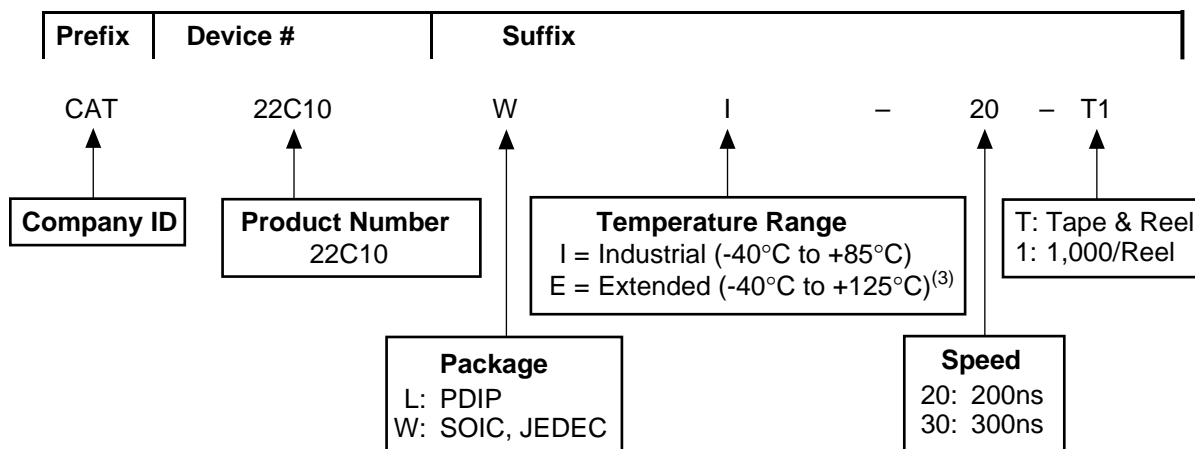 Prefix Device # Suffix
CAT 22C10 W I – 20 – T1
Company ID
Product Number
22C10
Temperature Range
I = Industrial (-40°C to +85°C)
E = Extended (-40°C to +125°C)(3)
T: Tape & Reel
1: 1,000/Reel
Package
L: PDIP
W: SOIC, JEDEC
Speed
20: 200ns
30: 300ns